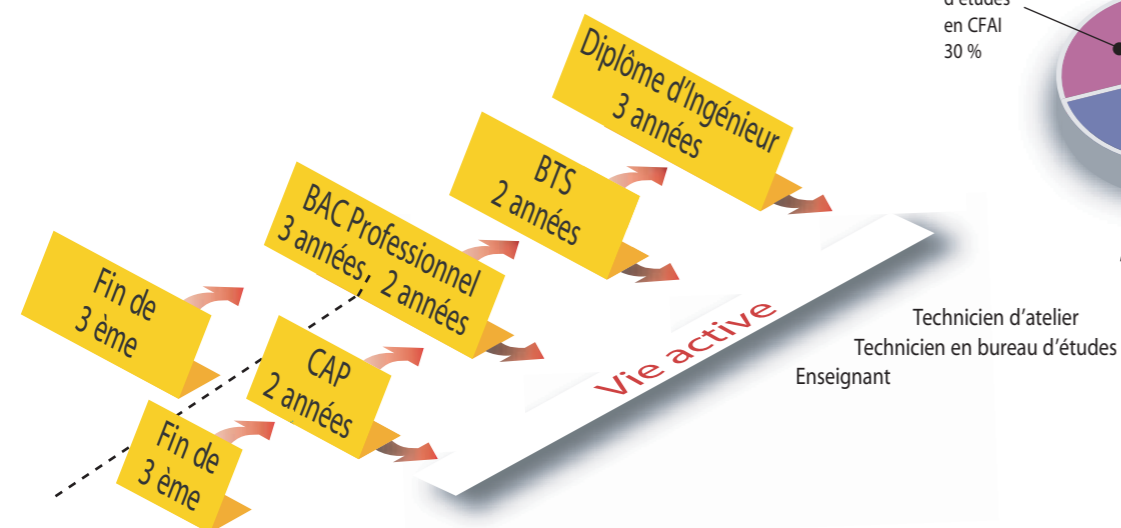 d'études
en CFAI
30 %
Diplôme d'Ingénieur
3 années
BTS
2 années
BAC Professionnel
3 années, 2 années
Fin de
3 ème
CAP
2 années
Fin de
3 ème
Vie active
Technicien d'atelier
Technicien en bureau d'études
Enseignant